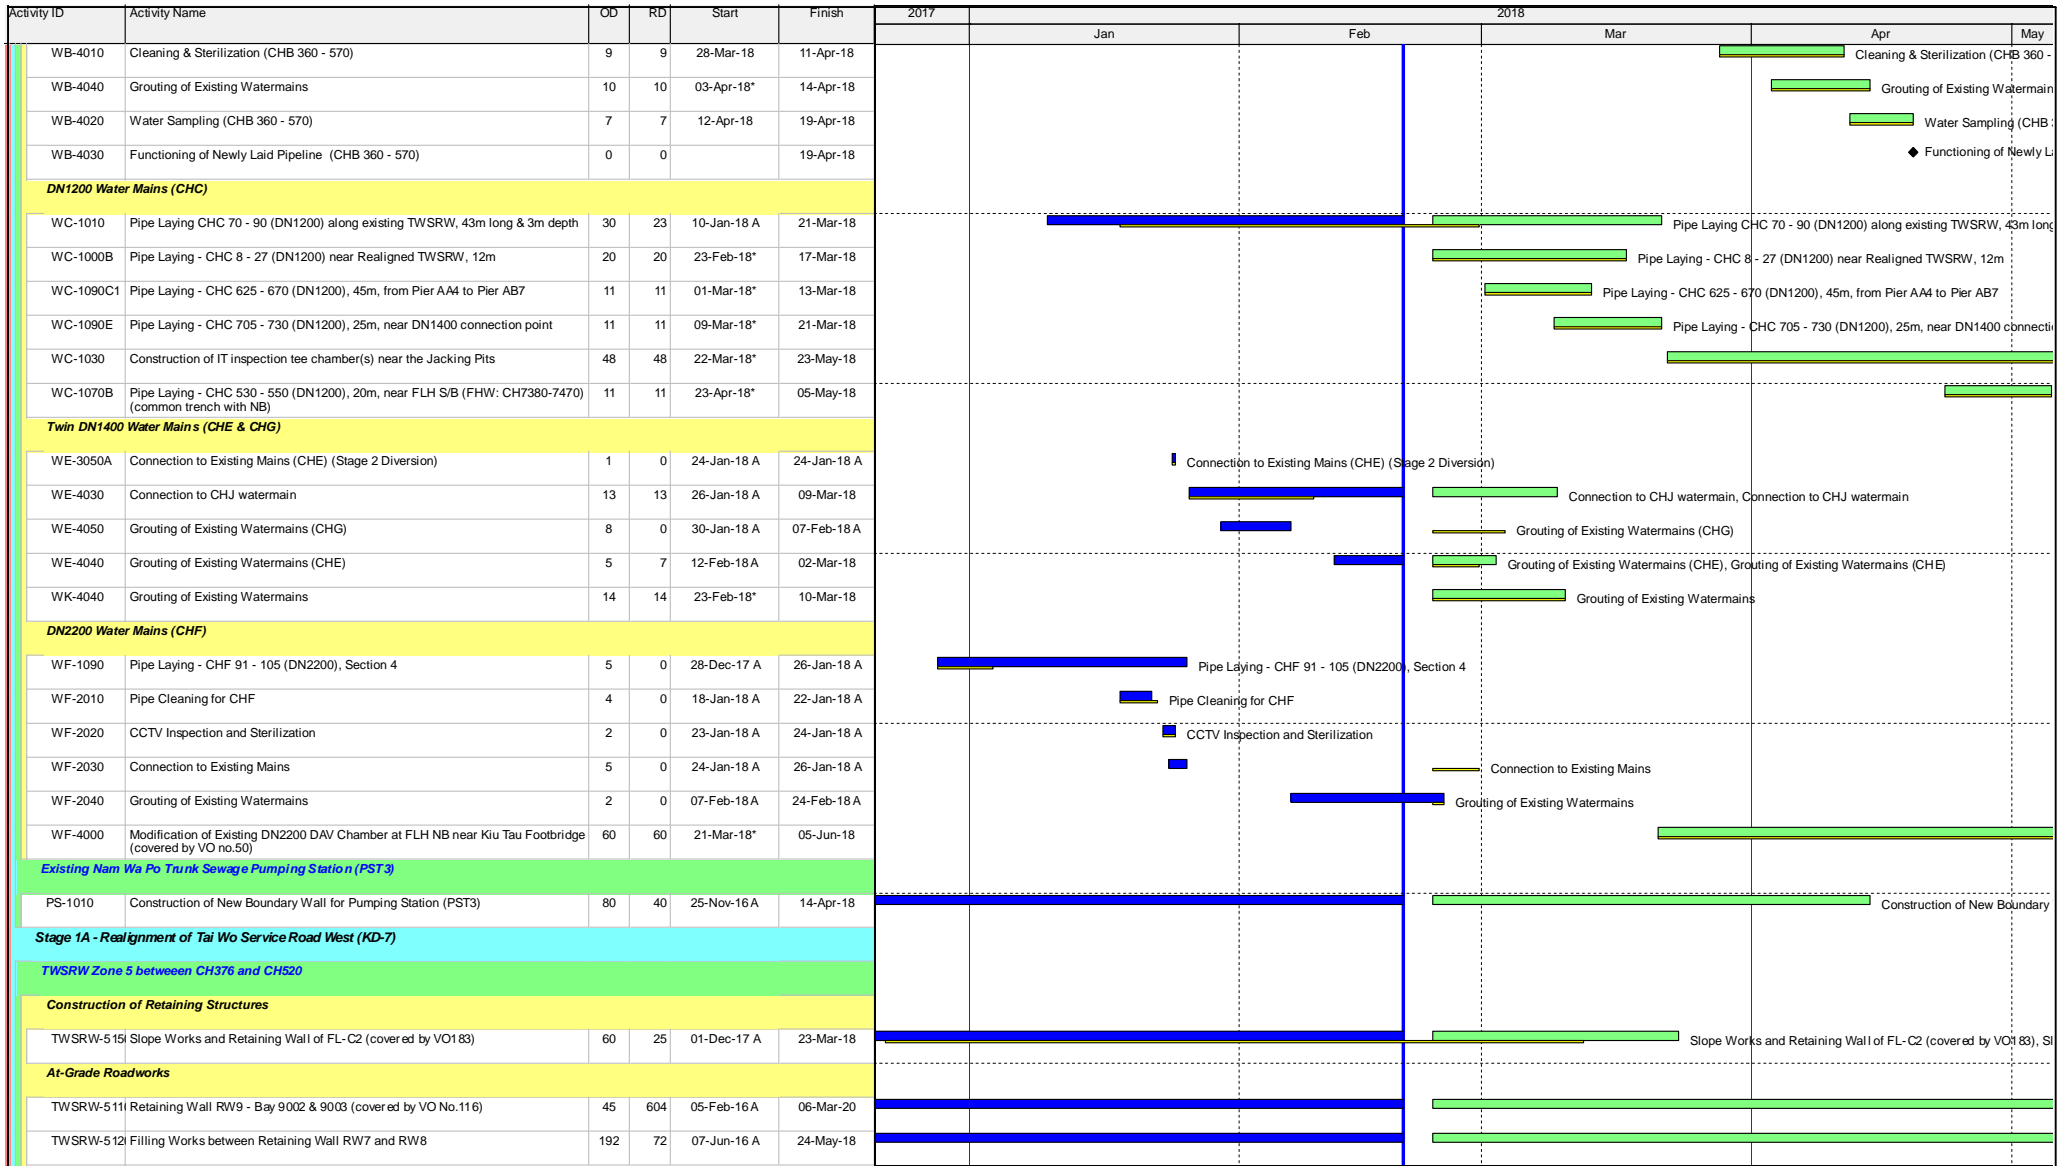 Activity ID Activity Name OD RD Start Finish 2017 2018
Jan Feb Mar Apr May
WB-4010 Cleaning & Sterilization (CHB 360 - 570) 9 9 28-Mar-18 11-Apr-18 Cleaning & Sterilization (CHB 360 -
WB-4040 Grouting of Existing Watermains 10 10 03-Apr-18* 14-Apr-18 Grouting of Existing Watermain
WB-4020 Water Sampling (CHB 360 - 570) 7 7 12-Apr-18 19-Apr-18 Water Sampling (CHB
WB-4030 Functioning of Newly Laid Pipeline (CHB 360 - 570) 0 0 19-Apr-18 Functioning of Newly La
DN1200 Water Mains (CHC)
WC-1010 Pipe Laying CHC 70 - 90 (DN1200) along existing TWSRW, 43m long & 3m depth 30 23 10-Jan-18 A 21-Mar-18 Pipe Laying CHC 70 - 90 (DN1200) along existing TWSRW, 43m long
WC-1000B Pipe Laying - CHC 8 - 27 (DN1200) near Realigned TWSRW, 12m 20 20 23-Feb-18* 17-Mar-18 Pipe Laying - CHC 8 - 27 (DN1200) near Realigned TWSRW, 12m
WC-1090C1 Pipe Laying - CHC 625 - 670 (DN1200), 45m, from Pier AA4 to Pier AB7 11 11 01-Mar-18* 13-Mar-18 Pipe Laying - CHC 625 - 670 (DN1200), 45m, from Pier AA4 to Pier AB7
WC-1090E Pipe Laying - CHC 705 - 730 (DN1200), 25m, near DN1400 connection point 11 11 09-Mar-18* 21-Mar-18 Pipe Laying - CHC 705 - 730 (DN1200), 25m, near DN1400 connecti
WC-1030 Construction of IT inspection tee chamber(s) near the Jacking Pits 48 48 22-Mar-18* 23-May-18
WC-1070B Pipe Laying - CHC 530 - 550 (DN1200), 20m, near FLH S/B (FHW: CH7380-7470) 11 11 23-Apr-18* 05-May-18
(common trench with NB)
Twin DN1400 Water Mains (CHE & CHG)
WE-3050A Connection to Existing Mains (CHE) (Stage 2 Diversion) 1 0 24-Jan-18 A 24-Jan-18 A Connection to Existing Mains (CHE) (Stage 2 Diversion)
WE-4030 Connection to CHJ watermain 13 13 26-Jan-18 A 09-Mar-18 Connection to CHJ watermain, Connection to CHJ watermain
WE-4050 Grouting of Existing Watermains (CHG) 8 0 30-Jan-18 A 07-Feb-18 A Grouting of Existing Watermains (CHG)
WE-4040 Grouting of Existing Watermains (CHE) 5 7 12-Feb-18 A 02-Mar-18 Grouting of Existing Watermains (CHE), Grouting of Existing Watermains (CHE)
WK-4040 Grouting of Existing Watermains 14 14 23-Feb-18* 10-Mar-18 Grouting of Existing Watermains
DN2200 Water Mains (CHF)
WF-1090 Pipe Laying - CHF 91 - 105 (DN2200), Section 4 5 0 28-Dec-17 A 26-Jan-18 A Pipe Laying - CHF 91 - 105 (DN2200), Section 4
WF-2010 Pipe Cleaning for CHF 4 0 18-Jan-18 A 22-Jan-18 A Pipe Cleaning for CHF
WF-2020 CCTV Inspection and Sterilization 2 0 23-Jan-18 A 24-Jan-18 A CCTV Inspection and Sterilization
WF-2030 Connection to Existing Mains 5 0 24-Jan-18 A 26-Jan-18 A Connection to Existing Mains
WF-2040 Grouting of Existing Watermains 2 0 07-Feb-18 A 24-Feb-18 A Grouting of Existing Watermains
WF-4000 Modification of Existing DN2200 DAV Chamber at FLH NB near Kiu Tau Footbridge 60 60 21-Mar-18* 05-Jun-18
(covered by VO no.50)
Existing Nam Wa Po Trunk Sewage Pumping Station (PST3)
PS-1010 Construction of New Boundary Wall for Pumping Station (PST3) 80 40 25-Nov-16 A 14-Apr-18 Construction of New Boundary
Stage 1A - Realignment of Tai Wo Service Road West (KD-7)
TWSRW Zone 5 betweeen CH376 and CH520
Construction of Retaining Structures
TWSRW-515 Slope Works and Retaining Wall of FL-C2 (covered by VO183) 60 25 01-Dec-17 A 23-Mar-18 Slope Works and Retaining Wall of FL-C2 (covered by VO183), Sl
At-Grade Roadworks
TWSRW-511 Retaining Wall RW9 - Bay 9002 & 9003 (covered by VO No.116) 45 604 05-Feb-16 A 06-Mar-20
TWSRW-512 Filling Works between Retaining Wall RW7 and RW8 192 72 07-Jun-16 A 24-May-18